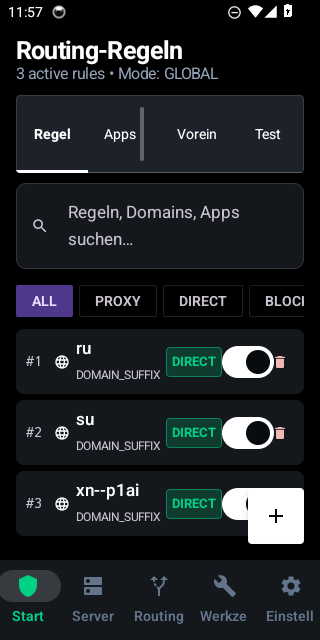 11:57
Routing-Regeln
3 active rules • Mode: GLOBAL
Regel Apps Vorein Test
Regeln, Domains, Apps
suchen…
ALL PROXY DIRECT BLOCK
#1 ru DIRECT
DOMAIN_SUFFIX
#2 su DIRECT
DOMAIN_SUFFIX
#3 xn--p1ai DIRECT
DOMAIN_SUFFIX
+
Start Server Routing Werkze Einstell